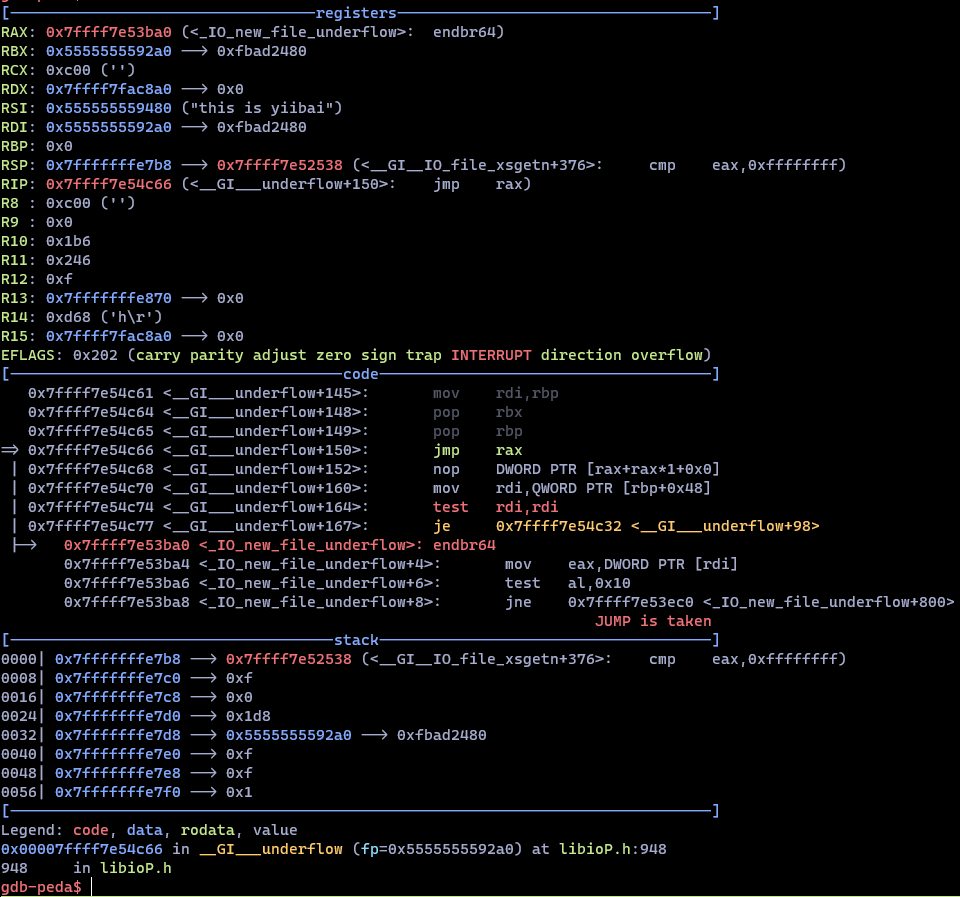 [----------------------------------registers-----------------------------------]
RAX: 0x7ffff7e53ba0 (<_IO_new_file_underflow>:	endbr64)
RBX: 0x5555555592a0 --> 0xfbad2480
RCX: 0xc00 ('')
RDX: 0x7ffff7fac8a0 --> 0x0
RSI: 0x555555559480 ("this is yiibai")
RDI: 0x5555555592a0 --> 0xfbad2480
RBP: 0x0
RSP: 0x7fffffffe7b8 --> 0x7ffff7e52538 (<__GI__IO_file_xsgetn+376>:	cmp    eax,0xffffffff)
RIP: 0x7ffff7e54c66 (<__GI___underflow+150>:	jmp    rax)
R8 : 0xc00 ('')
R9 : 0x0
R10: 0x1b6
R11: 0x246
R12: 0xf
R13: 0x7fffffffe870 --> 0x0
R14: 0xd68 ('h\r')
R15: 0x7ffff7fac8a0 --> 0x0
EFLAGS: 0x202 (carry parity adjust zero sign trap INTERRUPT direction overflow)
[-------------------------------------code-------------------------------------]
   0x7ffff7e54c61 <__GI___underflow+145>:	mov    rdi,rbp
   0x7ffff7e54c64 <__GI___underflow+148>:	pop    rbx
   0x7ffff7e54c65 <__GI___underflow+149>:	pop    rbp
=> 0x7ffff7e54c66 <__GI___underflow+150>:	jmp    rax
 | 0x7ffff7e54c68 <__GI___underflow+152>:	nop    DWORD PTR [rax+rax*1+0x0]
 | 0x7ffff7e54c70 <__GI___underflow+160>:	mov    rdi,QWORD PTR [rbp+0x48]
 | 0x7ffff7e54c74 <__GI___underflow+164>:	test   rdi,rdi
 | 0x7ffff7e54c77 <__GI___underflow+167>:	je     0x7ffff7e54c32 <__GI___underflow+98>
 |->   0x7ffff7e53ba0 <_IO_new_file_underflow>:	endbr64
       0x7ffff7e53ba4 <_IO_new_file_underflow+4>:	mov    eax,DWORD PTR [rdi]
       0x7ffff7e53ba6 <_IO_new_file_underflow+6>:	test   al,0x10
       0x7ffff7e53ba8 <_IO_new_file_underflow+8>:	jne    0x7ffff7e53ec0 <_IO_new_file_underflow+800>
                                                                  JUMP is taken
[------------------------------------stack-------------------------------------]
0000| 0x7fffffffe7b8 --> 0x7ffff7e52538 (<__GI__IO_file_xsgetn+376>:	cmp    eax,0xffffffff)
0008| 0x7fffffffe7c0 --> 0xf
0016| 0x7fffffffe7c8 --> 0x0
0024| 0x7fffffffe7d0 --> 0x1d8
0032| 0x7fffffffe7d8 --> 0x5555555592a0 --> 0xfbad2480
0040| 0x7fffffffe7e0 --> 0xf
0048| 0x7fffffffe7e8 --> 0xf
0056| 0x7fffffffe7f0 --> 0x1
[------------------------------------------------------------------------------]
Legend: code, data, rodata, value
0x00007ffff7e54c66 in __GI___underflow (fp=0x5555555592a0) at libioP.h:948
948	in libioP.h
gdb-peda$